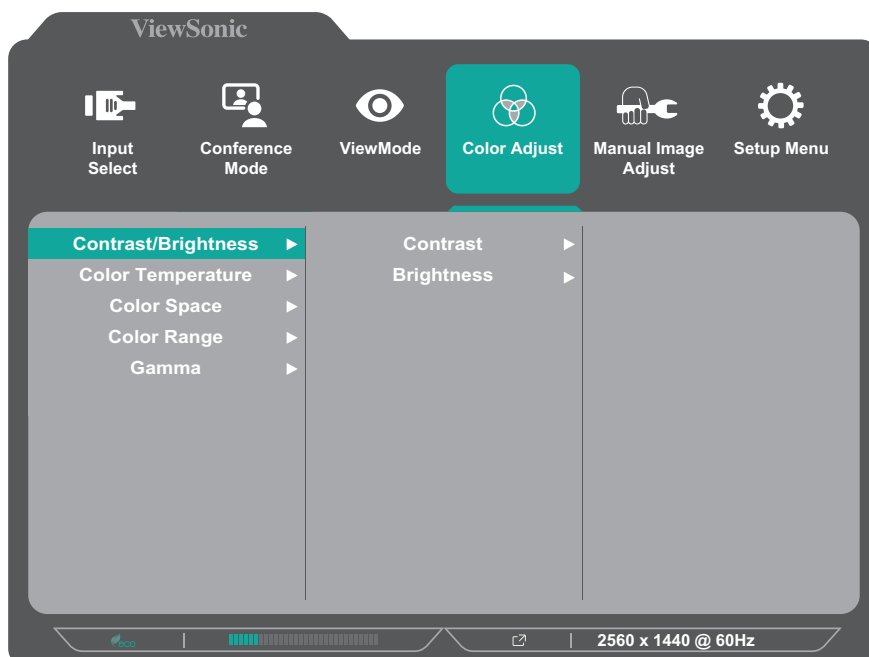 ViewSonic
Input Select
Conference Mode
ViewMode
Color Adjust
Manual Image Adjust
Setup Menu
Contrast/Brightness
Contrast
Color Temperature
Brightness
Color Space
Color Range
Gamma
eco
2560 x 1440 @ 60Hz